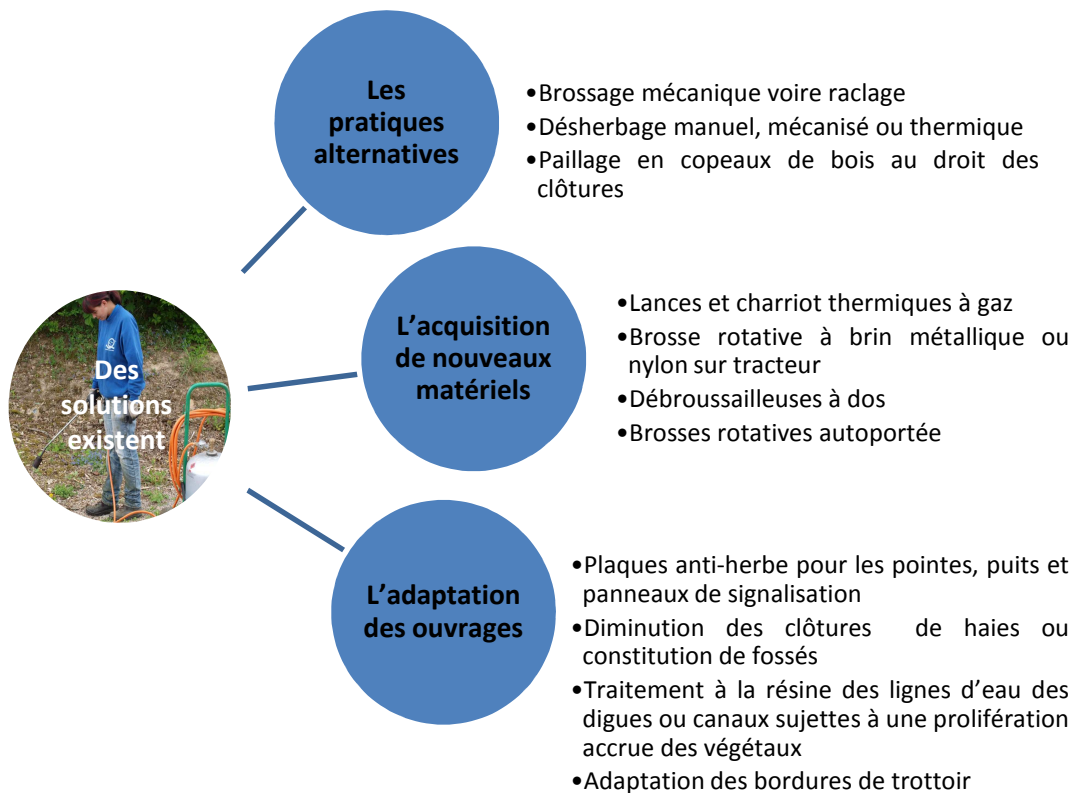 Des
solutions
existent
Les
pratiques
alternatives
•Brossage mécanique voire raclage
•Désherbage manuel, mécanisé ou thermique
•Paillage en copeaux de bois au droit des
clôtures
L’acquisition
de nouveaux
matériels
•Lances et charriot thermiques à gaz
•Brosse rotative à brin métallique ou
nylon sur tracteur
•Débroussailleuses à dos
•Brosses rotatives autoportée
L’adaptation
des ouvrages
•Plaques anti-herbe pour les pointes, puits et
panneaux de signalisation
•Diminution des clôtures de haies ou
constitution de fossés
•Traitement à la résine des lignes d’eau des
digues ou canaux sujettes à une prolifération
accrue des végétaux
•Adaptation des bordures de trottoir